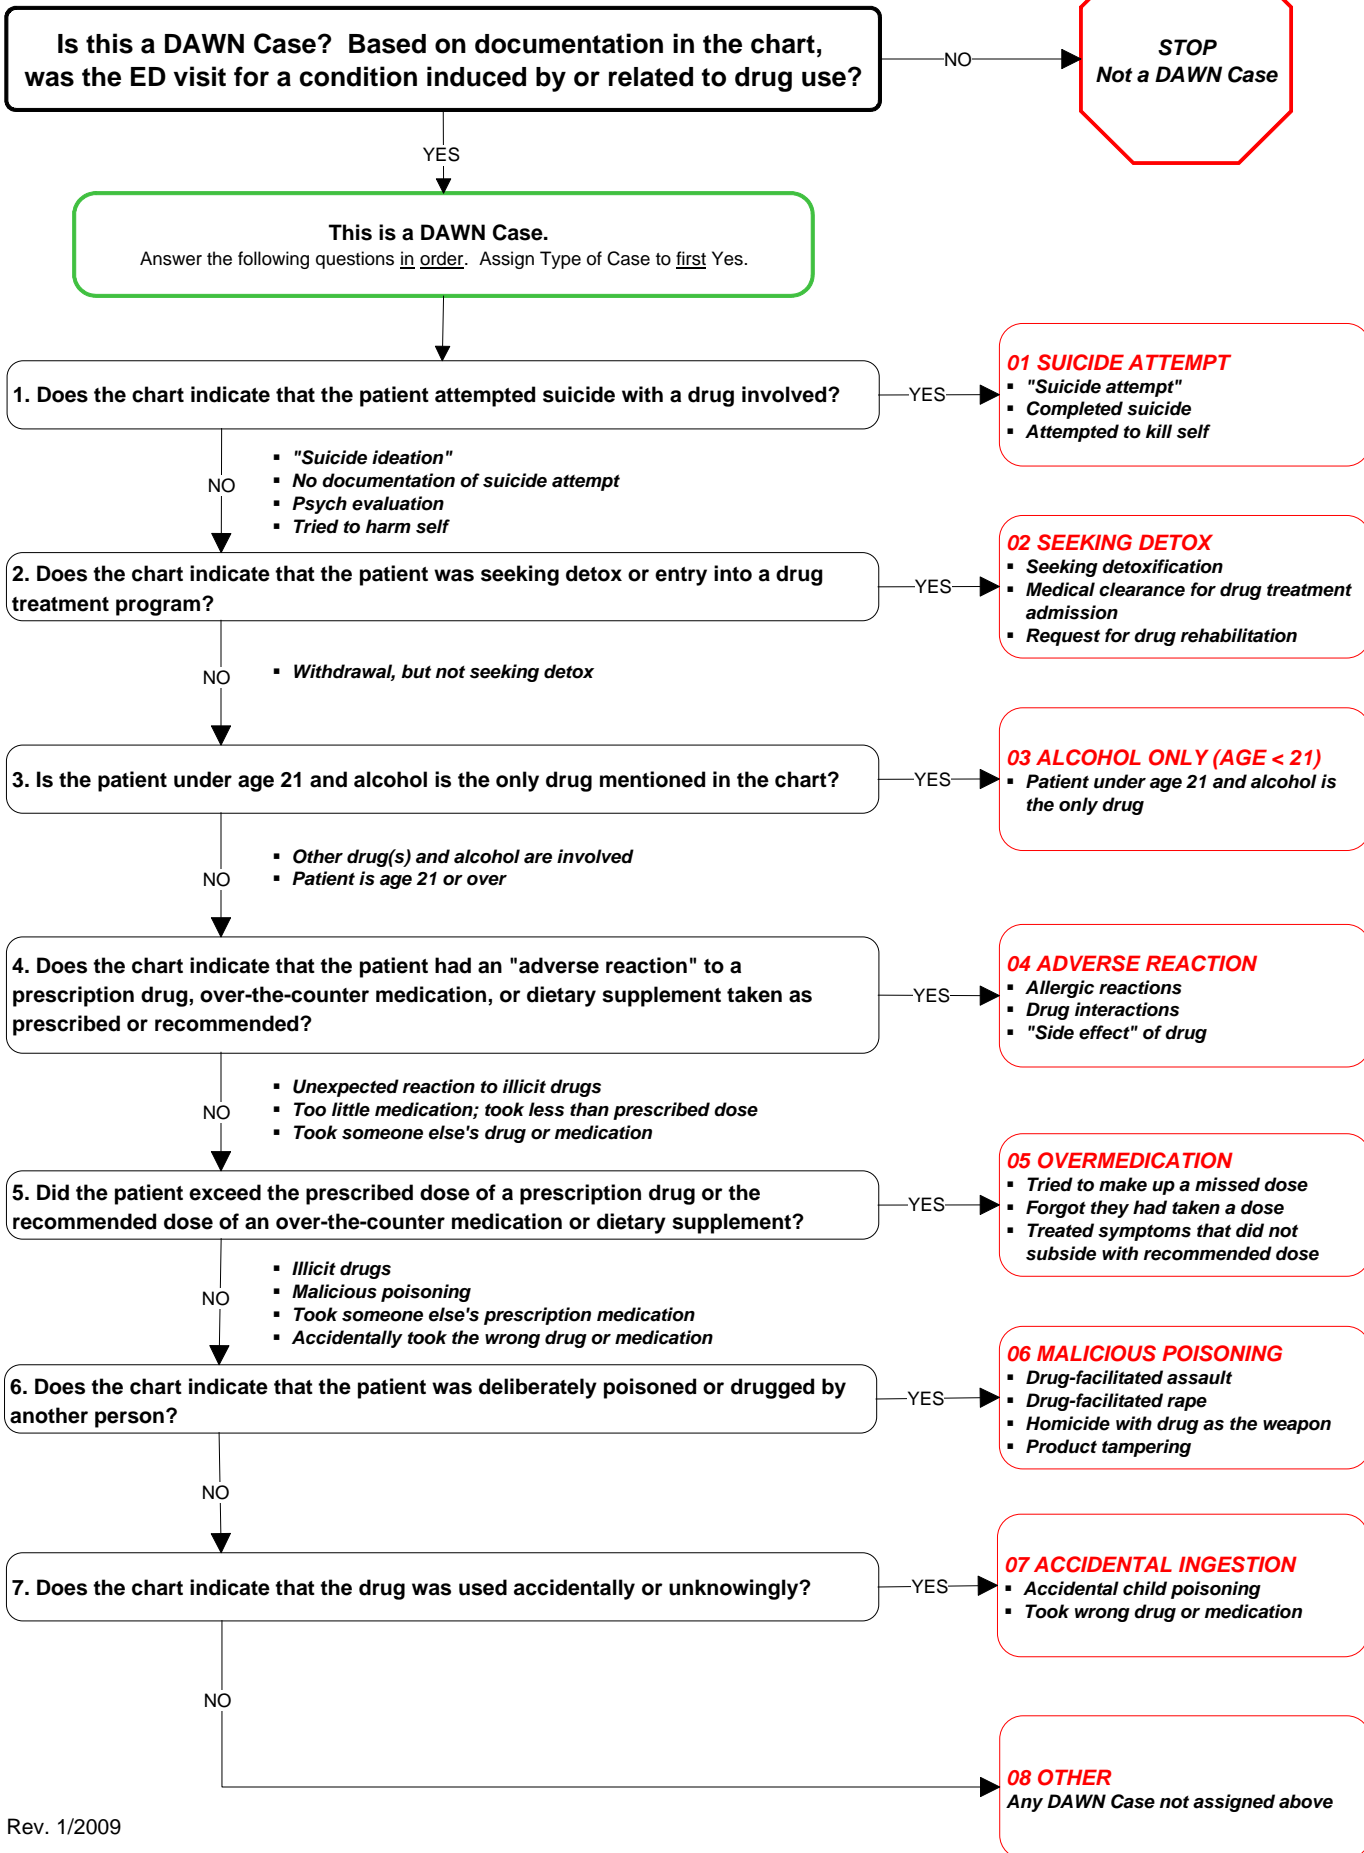 Is this a DAWN Case?  Based on documentation in the chart,
was the ED visit for a condition induced by or related to drug use?
NO
STOP
Not a DAWN Case
YES
This is a DAWN Case.
Answer the following questions in order.  Assign Type of Case to first Yes.
1. Does the chart indicate that the patient attempted suicide with a drug involved?
YES
01 SUICIDE ATTEMPT
▪ "Suicide attempt"
▪ Completed suicide
▪ Attempted to kill self
NO
▪ "Suicide ideation"
▪ No documentation of suicide attempt
▪ Psych evaluation
▪ Tried to harm self
2. Does the chart indicate that the patient was seeking detox or entry into a drug
treatment program?
YES
02 SEEKING DETOX
▪ Seeking detoxification
▪ Medical clearance for drug treatment
admission
▪ Request for drug rehabilitation
NO
▪ Withdrawal, but not seeking detox
3. Is the patient under age 21 and alcohol is the only drug mentioned in the chart?
YES
03 ALCOHOL ONLY (AGE < 21)
▪ Patient under age 21 and alcohol is
the only drug
NO
▪ Other drug(s) and alcohol are involved
▪ Patient is age 21 or over
4. Does the chart indicate that the patient had an "adverse reaction" to a
prescription drug, over-the-counter medication, or dietary supplement taken as
prescribed or recommended?
YES
04 ADVERSE REACTION
▪ Allergic reactions
▪ Drug interactions
▪ "Side effect" of drug
NO
▪ Unexpected reaction to illicit drugs
▪ Too little medication; took less than prescribed dose
▪ Took someone else's drug or medication
5. Did the patient exceed the prescribed dose of a prescription drug or the
recommended dose of an over-the-counter medication or dietary supplement?
YES
05 OVERMEDICATION
▪ Tried to make up a missed dose
▪ Forgot they had taken a dose
▪ Treated symptoms that did not
subside with recommended dose
NO
▪ Illicit drugs
▪ Malicious poisoning
▪ Took someone else's prescription medication
▪ Accidentally took the wrong drug or medication
6. Does the chart indicate that the patient was deliberately poisoned or drugged by
another person?
YES
06 MALICIOUS POISONING
▪ Drug-facilitated assault
▪ Drug-facilitated rape
▪ Homicide with drug as the weapon
▪ Product tampering
NO
7. Does the chart indicate that the drug was used accidentally or unknowingly?
YES
07 ACCIDENTAL INGESTION
▪ Accidental child poisoning
▪ Took wrong drug or medication
NO
08 OTHER
Any DAWN Case not assigned above
Rev. 1/2009